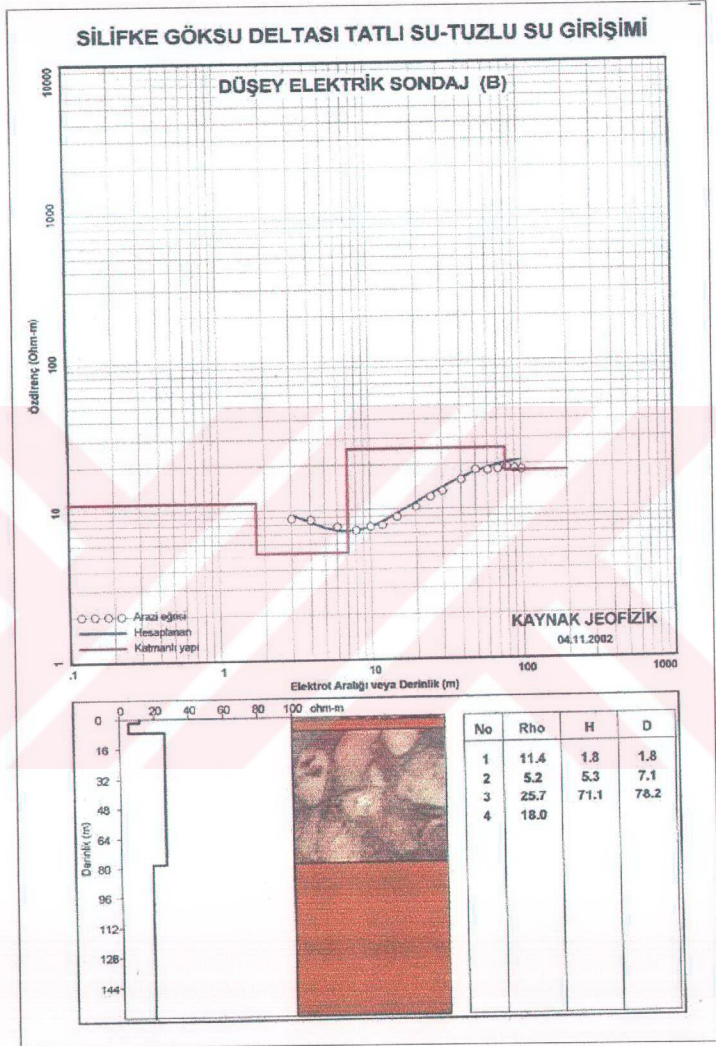 SİLİFKE GÖKSU DELTASI TATLI SU-TUZLU SU GİRİŞİMİ
DÜŞEY ELEKTRİK SONDAJ (B)
10000
1000
100
10
1
Özdirenç (Ohm-m)
Arazi eğrisi
Hesaplanan
Katmanlı yapı
KAYNAK JEOFİZİK
04.11.2002
.1 1 10 100 1000
Elektrot Aralığı veya Derinlik (m)
0 20 40 60 80 100 ohm-m
0
16
32
48
64
80
96
112
128
144
Derinlik (m)
No Rho H D
1 11.4 1.8 1.8
2 5.2 5.3 7.1
3 25.7 71.1 78.2
4 18.0